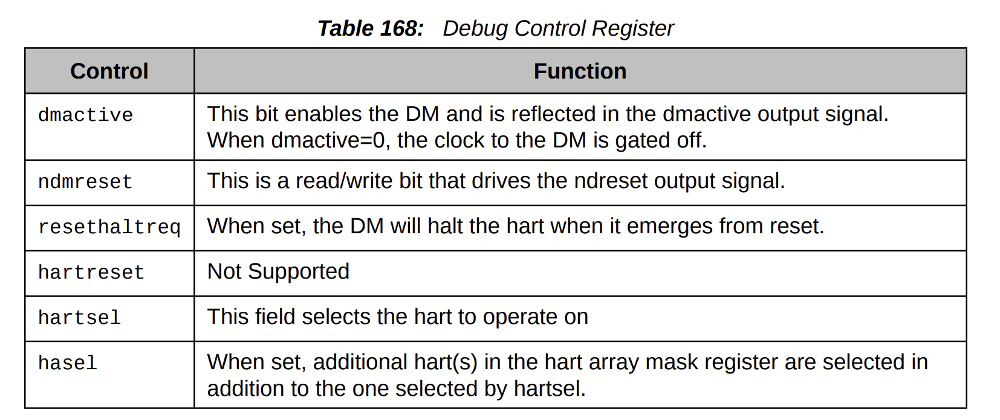 Table 168: Debug Control Register
Control Function
dmactive This bit enables the DM and is reflected in the dmactive output signal.
When dmactive=0, the clock to the DM is gated off.
ndmreset This is a read/write bit that drives the ndreset output signal.
resethaltreq When set, the DM will halt the hart when it emerges from reset.
hartreset Not Supported
hartsel This field selects the hart to operate on
hasel When set, additional hart(s) in the hart array mask register are selected in
addition to the one selected by hartsel.